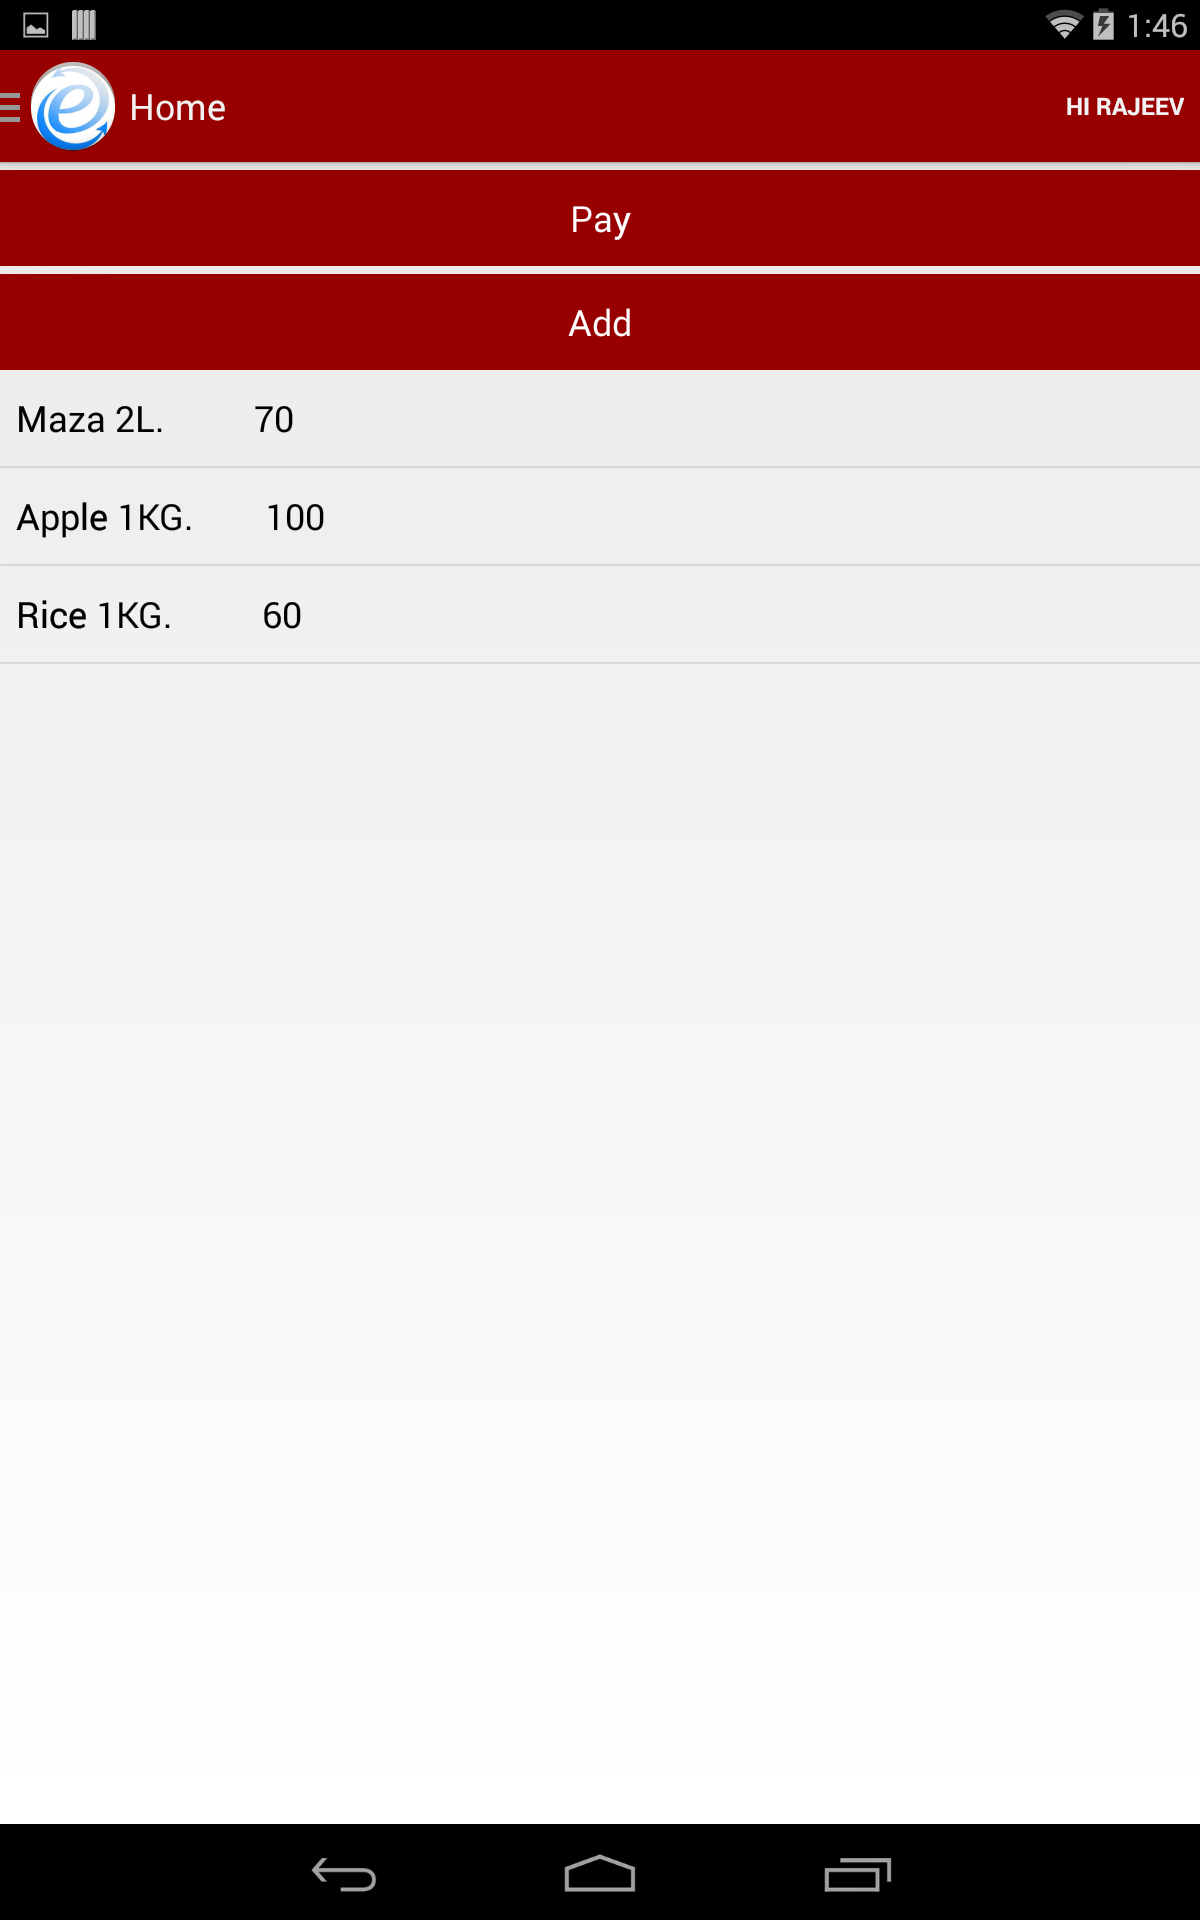 1:46
Home HI RAJEEV
Pay
Add
Maza 2L. 70
Apple 1KG. 100
Rice 1KG. 60